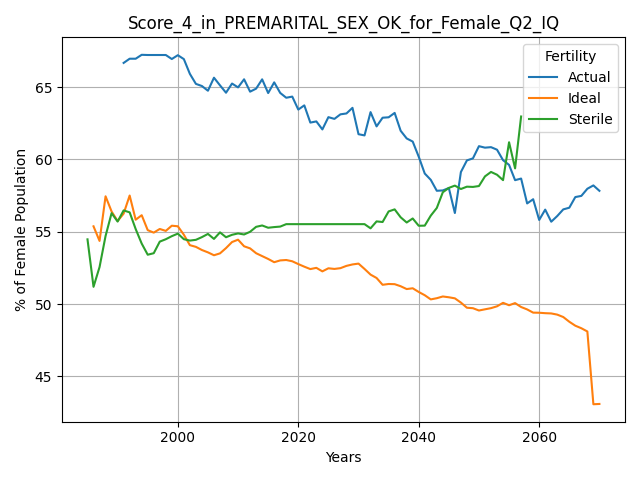 Score_4_in_PREMARITAL_SEX_OK_for_Female_Q2_IQ
Fertility
Actual
Ideal
Sterile
% of Female Population
65
60
55
50
45
2000
2020
2040
2060
Years